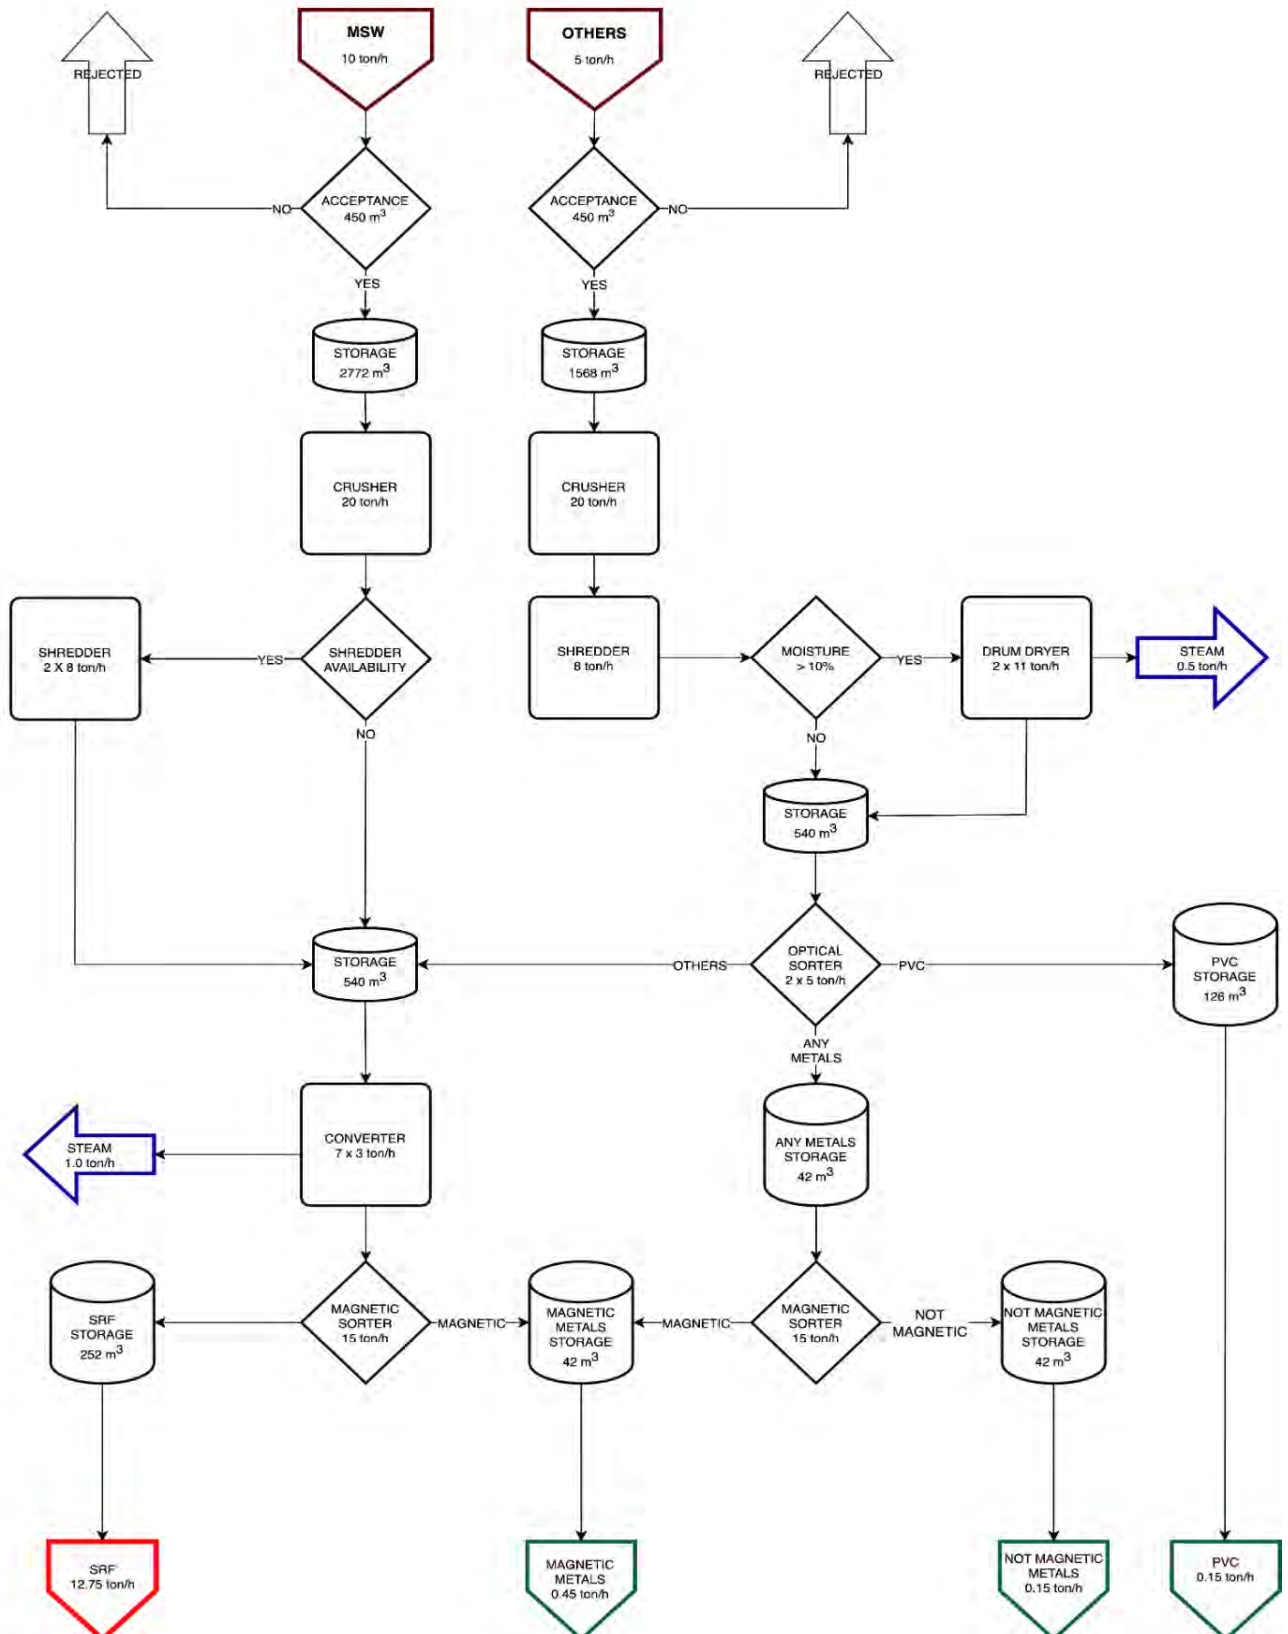 MSW
10 ton/h
OTHERS
5 ton/h
REJECTED
REJECTED
ACCEPTANCE
450 m³
NO
ACCEPTANCE
450 m³
NO
YES
YES
STORAGE
2772 m³
STORAGE
1568 m³
CRUSHER
20 ton/h
CRUSHER
20 ton/h
SHREDDER
2 X 8 ton/h
YES
SHREDDER
AVAILABILITY
SHREDDER
8 ton/h
MOISTURE
> 10%
YES
DRUM DRYER
2 x 11 ton/h
STEAM
0.5 ton/h
NO
NO
STORAGE
540 m³
STORAGE
540 m³
OTHERS
OPTICAL
SORTER
2 x 5 ton/h
PVC
PVC
STORAGE
126 m³
ANY
METALS
STEAM
1.0 ton/h
CONVERTER
7 x 3 ton/h
ANY METALS
STORAGE
42 m³
SRF
STORAGE
252 m³
MAGNETIC
SORTER
15 ton/h
MAGNETIC
MAGNETIC
METALS
STORAGE
42 m³
MAGNETIC
MAGNETIC
SORTER
15 ton/h
NOT
MAGNETIC
NOT MAGNETIC
METALS
STORAGE
42 m³
SRF
12.75 ton/h
MAGNETIC
METALS
0.45 ton/h
NOT MAGNETIC
METALS
0.15 ton/h
PVC
0.15 ton/h